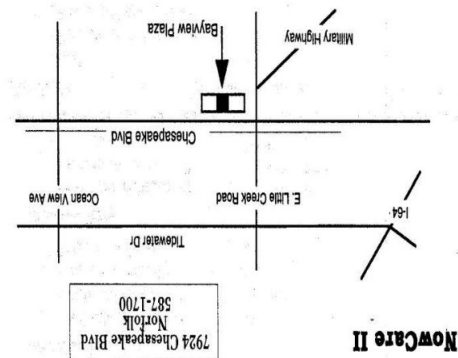 NowCare II
7924 Chesapeake Blvd
Norfolk
587-1700
I-64
Tidewater Dr
E. Little Creek Road
Ocean View Ave
Chesapeake Blvd
Military Highway
Bayview Plaza